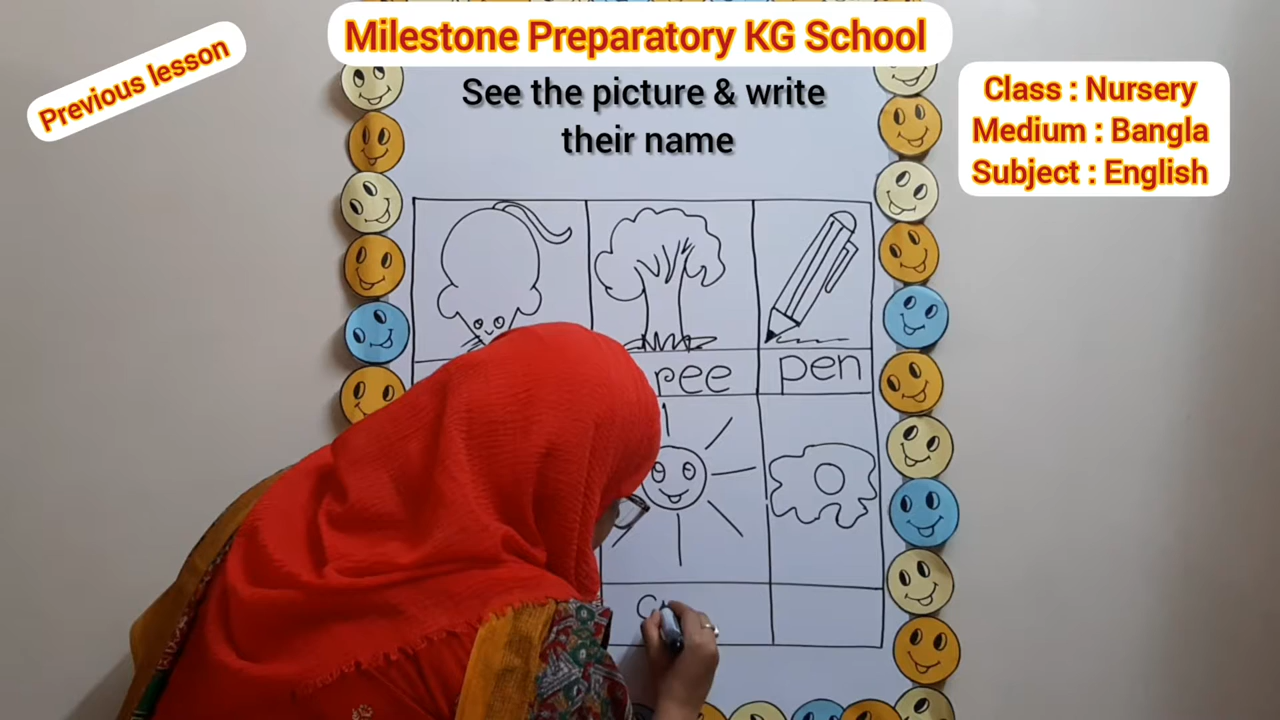 Milestone Preparatory KG School
Previous lesson
See the picture & write
their name
Class : Nursery
Medium : Bangla
Subject : English
ree
pen